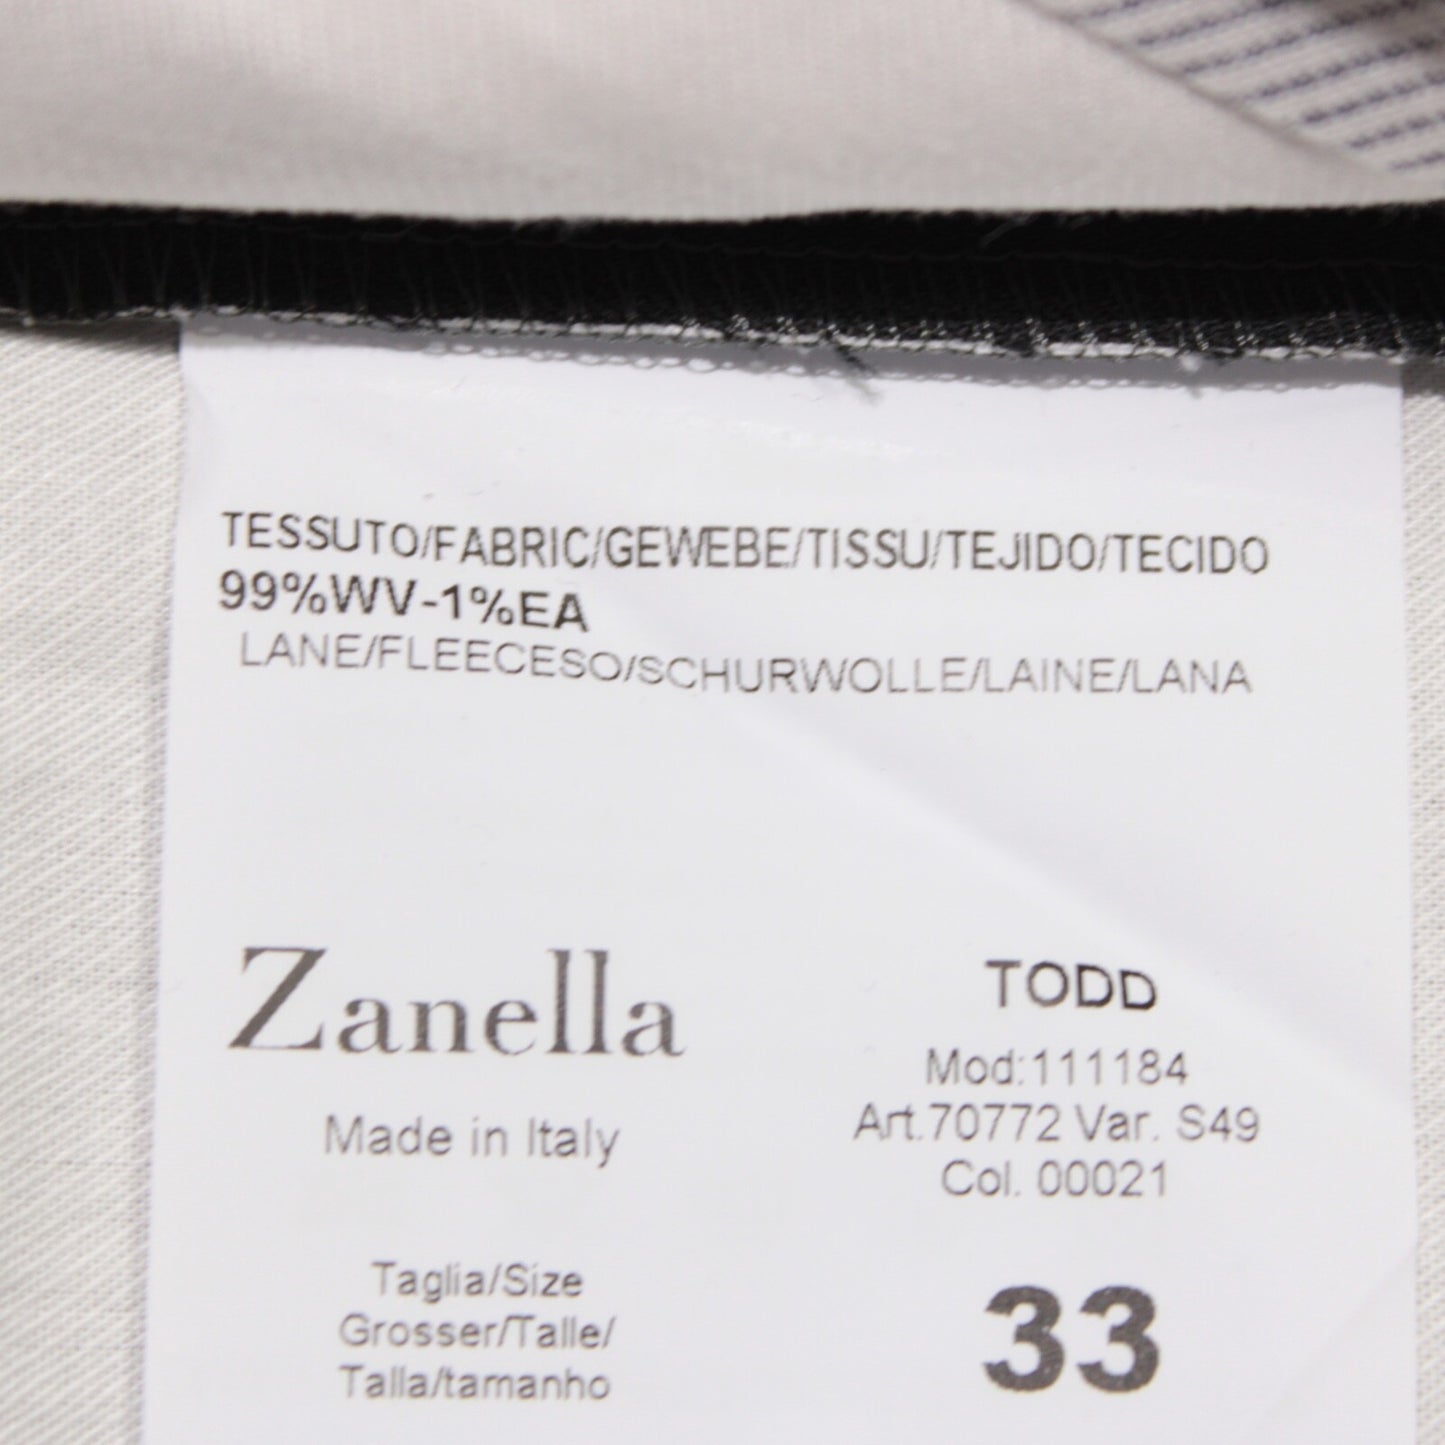 TESSUTO/FABRIC/GEWEBE/TISSU/TEJIDO/TECIDO
99%WV-1%EA
LANE/FLEECESO/SCHURWOLLE/LAINE/LANA
Zanella
Made in Italy
TODD
Mod:111184
Art.70772 Var. S49
Col. 00021
Taglia/Size
Grosser/Talle/
Talla/tamanho
33